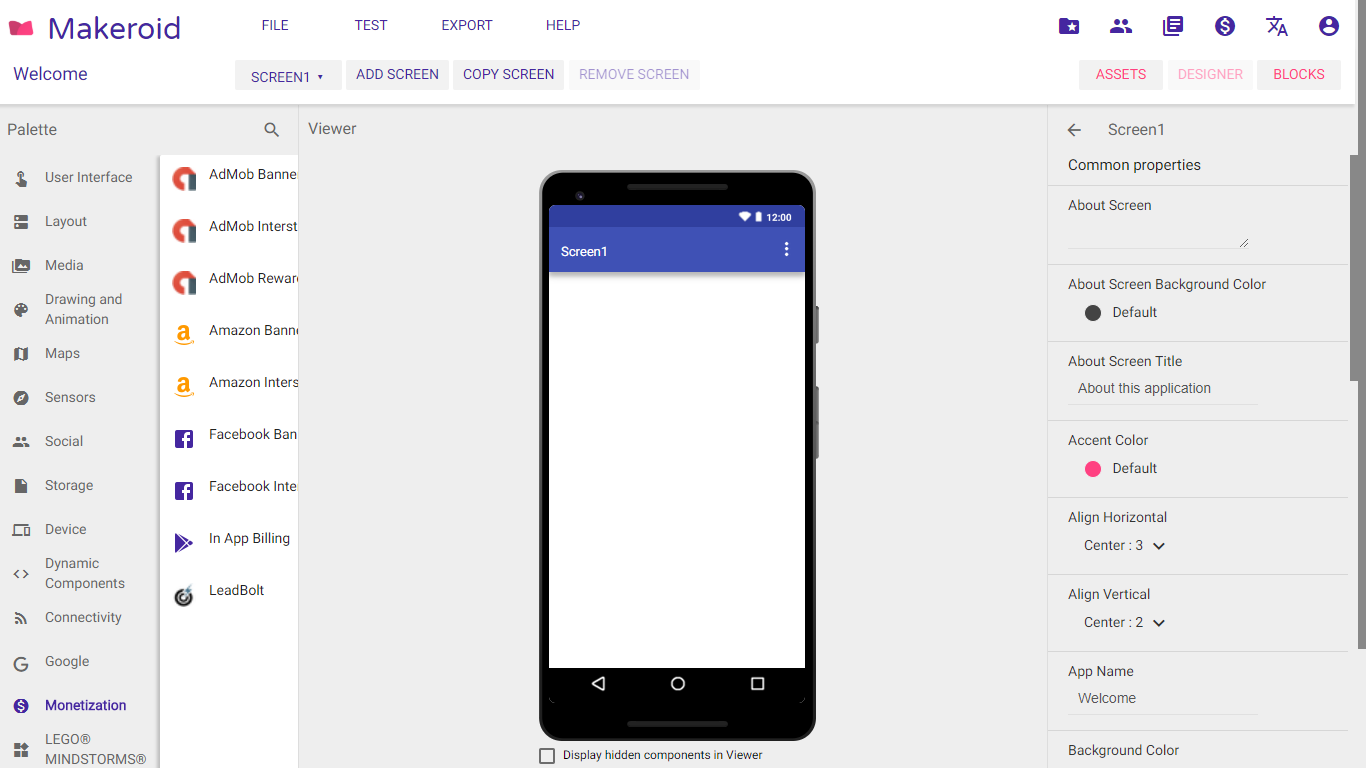 Makeroid
FILE
TEST
EXPORT
HELP
Welcome
SCREEN1
ADD SCREEN
COPY SCREEN
REMOVE SCREEN
ASSETS
DESIGNER
BLOCKS
Palette
User Interface
Layout
Media
Drawing and
Animation
Maps
Sensors
Social
Storage
Device
Dynamic
Components
Connectivity
Google
Monetization
LEGO®
MINDSTORMS®
AdMob Banne
AdMob Interst
AdMob Rewar
Amazon Bann
Amazon Inters
Facebook Ban
Facebook Inte
In App Billing
LeadBolt
Viewer
12:00
Screen1
Display hidden components in Viewer
Screen1
Common properties
About Screen
About Screen Background Color
Default
About Screen Title
About this application
Accent Color
Default
Align Horizontal
Center : 3
Align Vertical
Center : 2
App Name
Welcome
Background Color